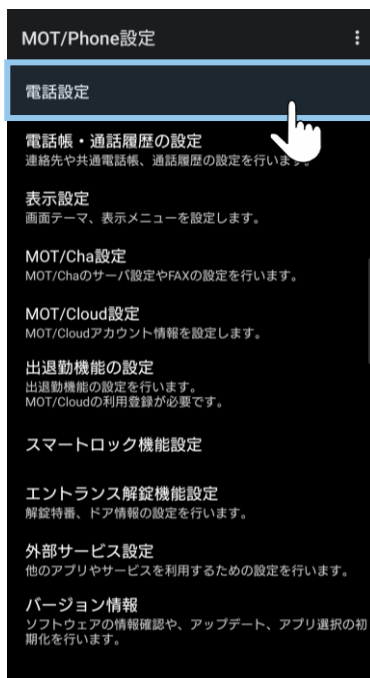 MOT/Phone設定
電話設定
電話帳・通話履歴の設定
連絡先や共通電話帳、通話履歴の設定を行います。
表示設定
画面テーマ、表示メニューを設定します。
MOT/Cha設定
MOT/Chaのサーバ設定やFAXの設定を行います。
MOT/Cloud設定
MOT/Cloudアカウント情報を設定します。
出退勤機能の設定
出退勤機能の設定を行います。
MOT/Cloudの利用登録が必要です。
スマートロック機能設定
エントランス解錠機能設定
解錠特番、ドア情報の設定を行います。
外部サービス設定
他のアプリやサービスを利用するための設定を行います。
バージョン情報
ソフトウェアの情報確認や、アップデート、アプリ選択の初
期化を行います。